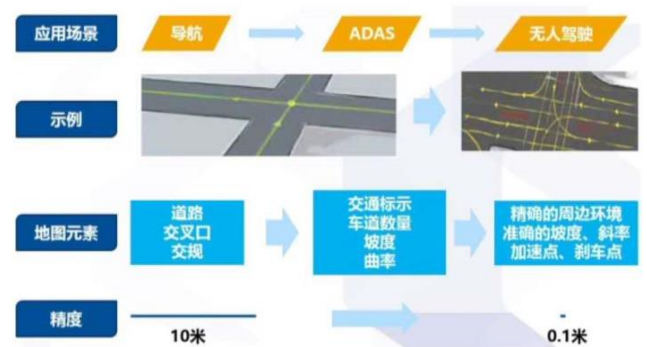 应用场景
导航
ADAS
无人驾驶
示例
地图元素
道路
交叉口
交规
交通标示
车道数量
坡度
曲率
精确的周边环境
准确的坡度、斜率
加速点、刹车点
精度
10米
0.1米